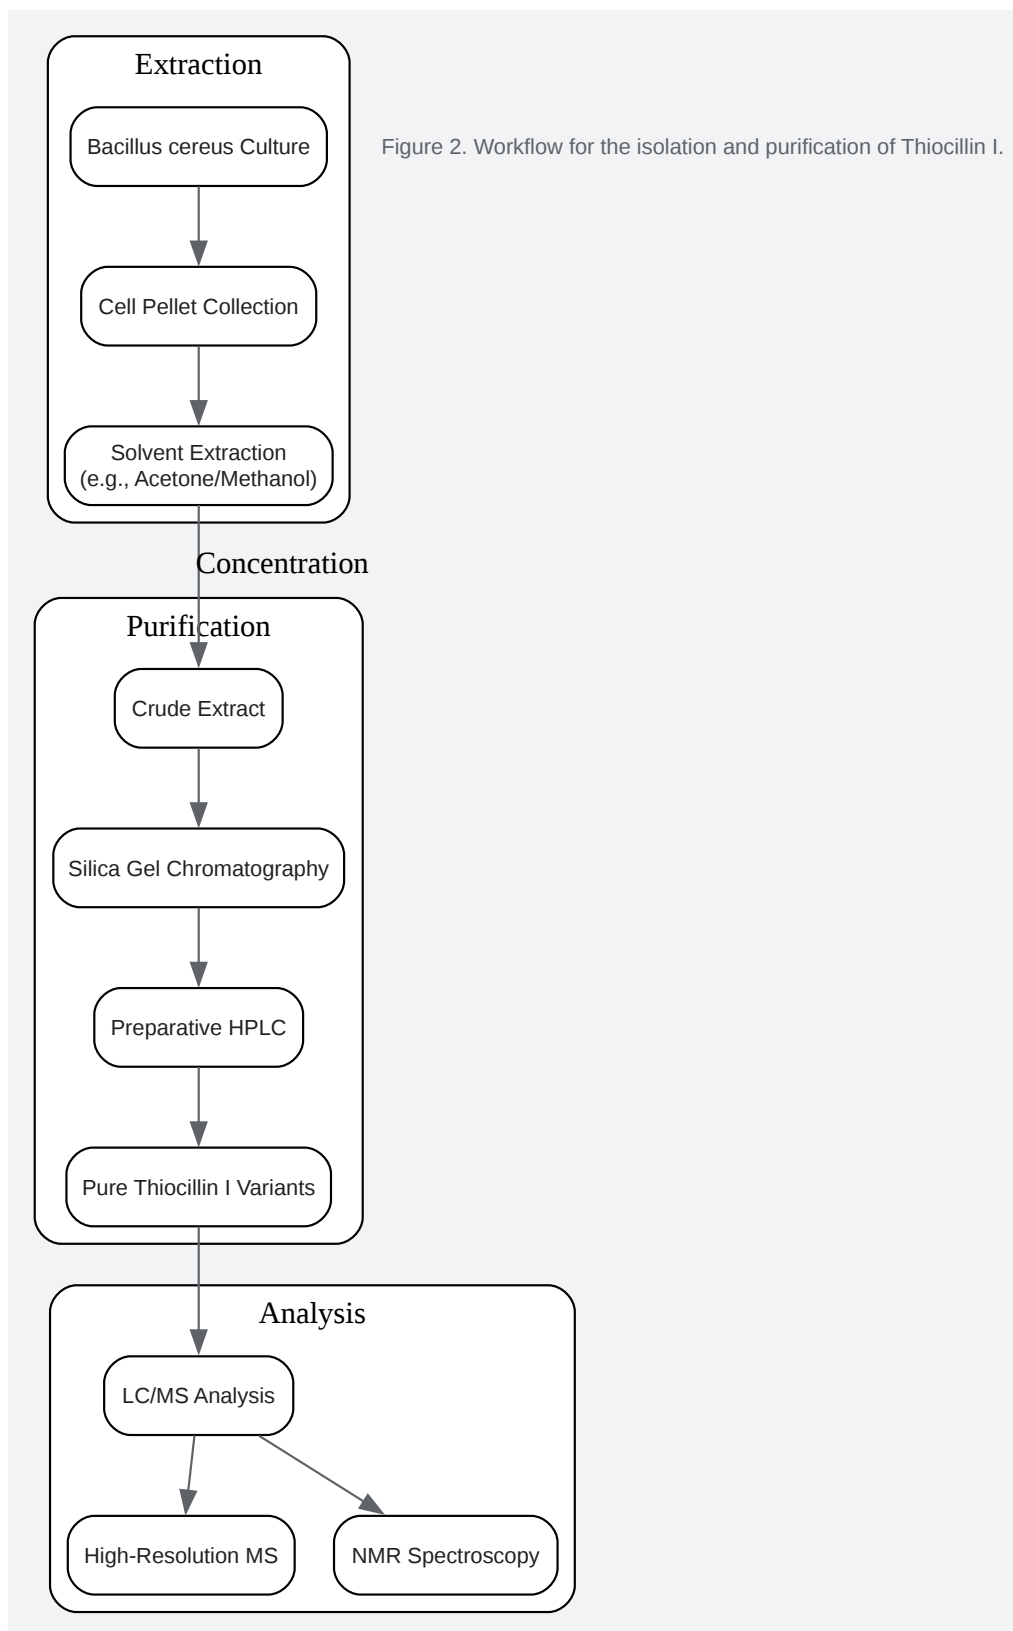 Extraction
Bacillus cereus Culture
Figure 2. Workflow for the isolation and purification of Thiocillin I.
Cell Pellet Collection
Solvent Extraction
(e.g., Acetone/Methanol)
Concentration
Purification
Crude Extract
Silica Gel Chromatography
Preparative HPLC
Pure Thiocillin I Variants
Analysis
LC/MS Analysis
High-Resolution MS
NMR Spectroscopy